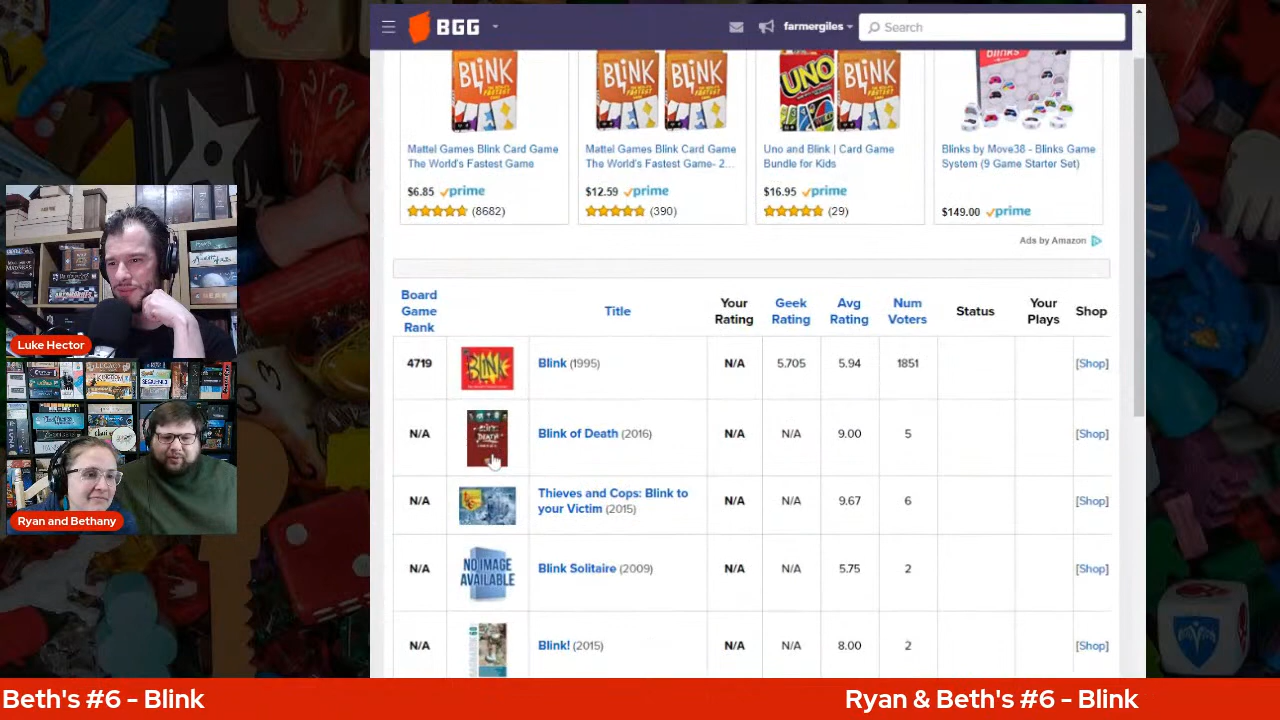 BGG
farmergiles
Search
BLINK
BLINK BLINK
UNO BLINK
BLINKS
Mattel Games Blink Card Game
The World's Fastest Game
$6.85 prime
(8682)
Mattel Games Blink Card Game
The World's Fastest Game- 2...
$12.59 prime
(390)
Uno and Blink | Card Game
Bundle for Kids
$16.95 prime
(29)
Blinks by Move38 - Blinks Game
System (9 Game Starter Set)
$149.00 prime
Ads by Amazon
Board
Game
Rank
Title
Your
Rating
Geek
Rating
Avg
Rating
Num
Voters
Status
Your
Plays
Shop
4719 BLINK Blink (1995) N/A 5.705 5.94 1851 [Shop]
N/A DEATH Blink of Death (2016) N/A N/A 9.00 5 [Shop]
N/A Thieves and Cops: Blink to
your Victim (2015) N/A N/A 9.67 6 [Shop]
N/A NO IMAGE
AVAILABLE Blink Solitaire (2009) N/A N/A 5.75 2 [Shop]
N/A Blink! (2015) N/A N/A 8.00 2 [Shop]
Luke Hector
Ryan and Bethany
Beth's #6 - Blink
Ryan & Beth's #6 - Blink